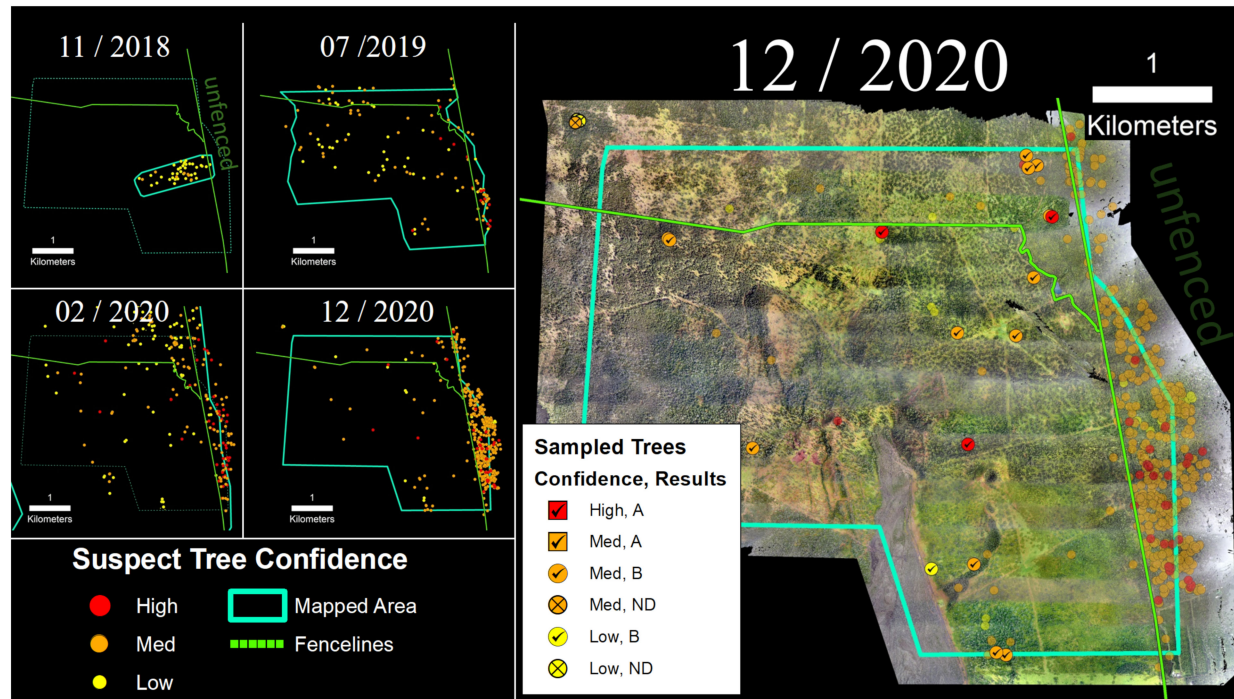 11 / 2018
unfenced
1
Kilometers
07 /2019
1
Kilometers
02 / 2020
1
Kilometers
12 / 2020
1
Kilometers
Suspect Tree Confidence
High
Med
Low
Mapped Area
Fencelines
12 / 2020
1
Kilometers
unfenced
Sampled Trees
Confidence, Results
High, A
Med, A
Med, B
Med, ND
Low, B
Low, ND